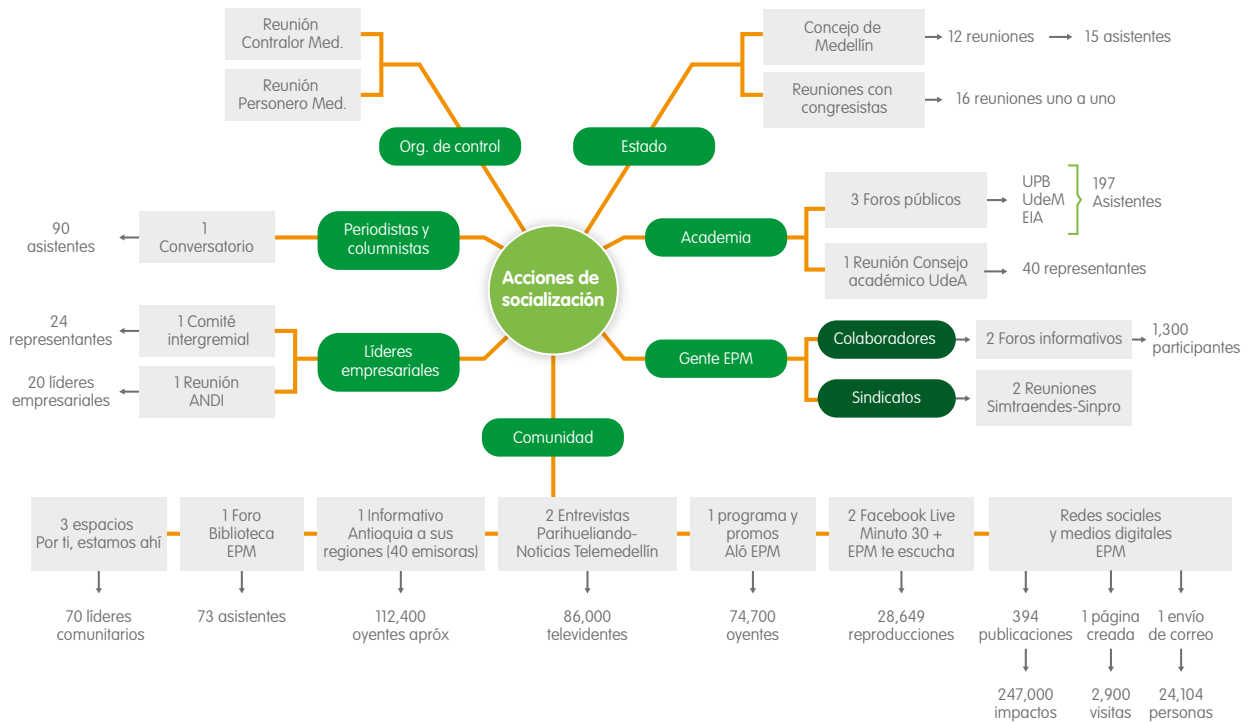 Reunión
Contralor Med.
Reunión
Personero Med.
Org. de control
Concejo de
Medellín
12 reuniones
15 asistentes
Reuniones con
congresistas
16 reuniones uno a uno
Estado
90
asistentes
1
Conversatorio
Periodistas y
columnistas
Academia
3 Foros públicos
UPB
UdeM
EIA
197
Asistentes
1 Reunión Consejo
académico UdeA
40 representantes
Acciones de
socialización
24
representantes
1 Comité
intergremial
20 líderes
empresariales
1 Reunión
ANDI
Líderes
empresariales
Gente EPM
Colaboradores
2 Foros informativos
1,300
participantes
Sindicatos
2 Reuniones
Simtraendes-Sinpro
Comunidad
3 espacios
Por ti, estamos ahí
70 líderes
comunitarios
1 Foro
Biblioteca
EPM
73 asistentes
1 Informativo
Antioquia a sus
regiones (40 emisoras)
112,400
oyentes apróx
2 Entrevistas
Parihueliando-
Noticias Telemedellín
86,000
televidentes
1 programa y
promos
Aló EPM
74,700
oyentes
2 Facebook Live
Minuto 30 +
EPM te escucha
28,649
reproducciones
Redes sociales
y medios digitales
EPM
394
publicaciones
247,000
impactos
1 página
creada
2,900
visitas
1 envío
de correo
24,104
personas